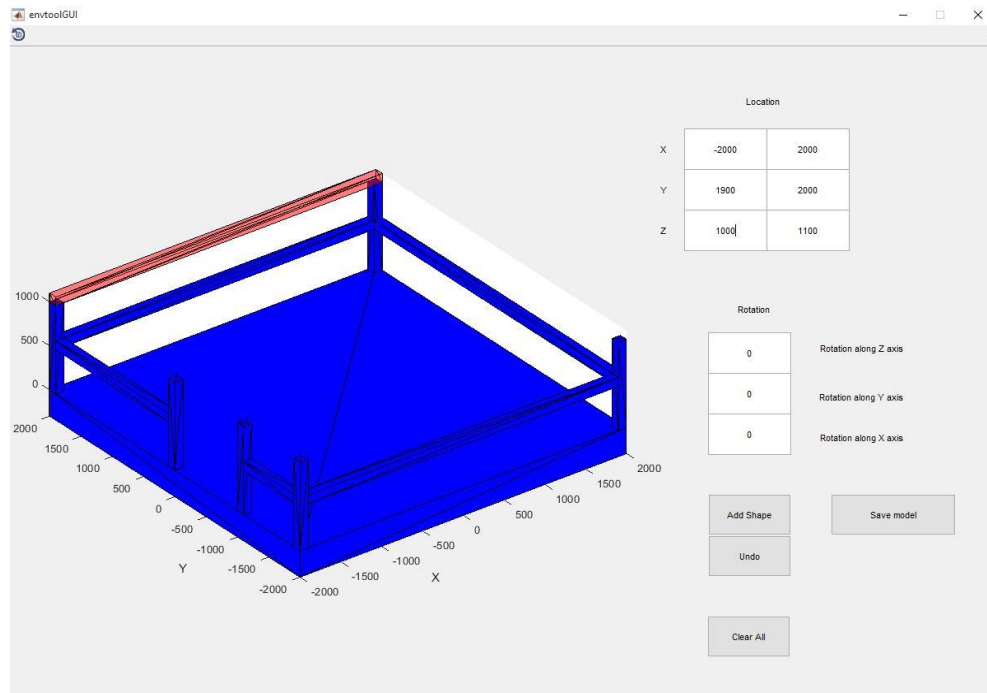 envtoolGUI
Location
X -2000 2000
Y 1900 2000
Z 1000 1100
Rotation
0 Rotation along Z axis
0 Rotation along Y axis
0 Rotation along X axis
Add Shape Save model
Undo
Clear All
1000
500
0
2000
1500
1000
500
0
-500
-1000
-1500
-2000
Y
-2000
-1500
-1000
-500
0
500
1000
1500
2000
X